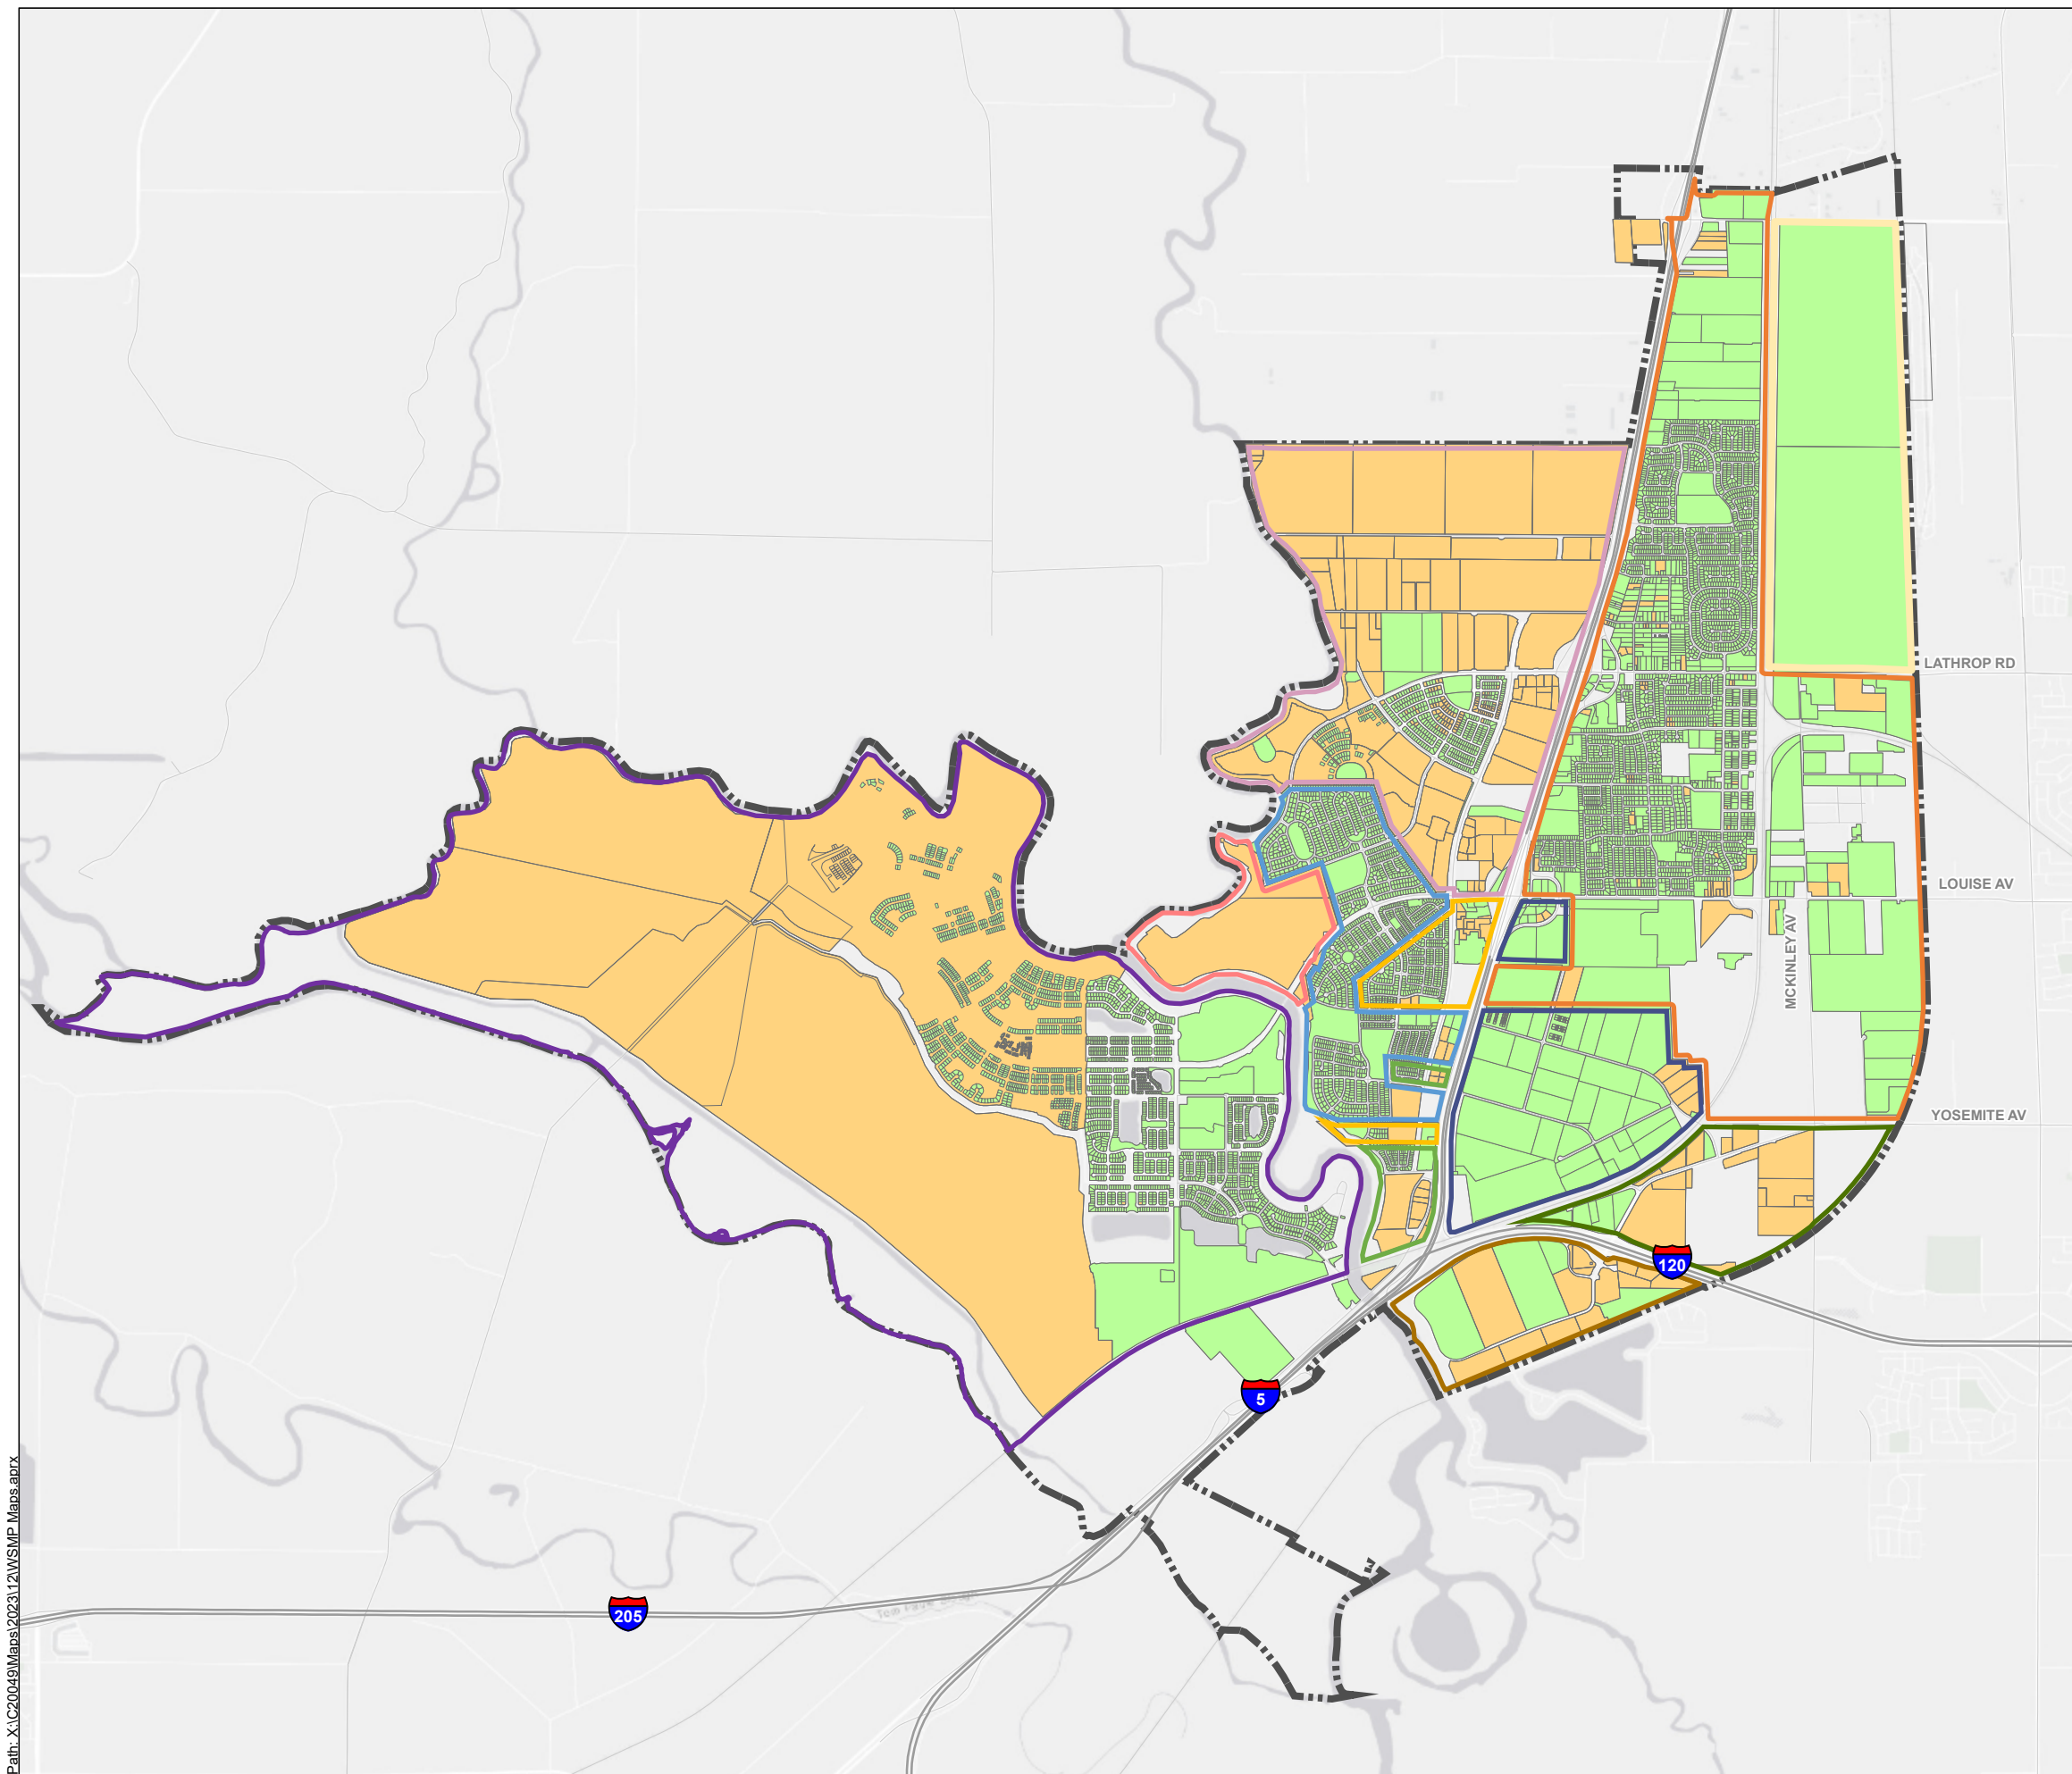 LATHROP RD
LOUISE AV
MCKINLEY AV
YOSEMITE AV
120
5
205
Path: X:\C20049\Maps\2023\12\WSMP Maps.aprx